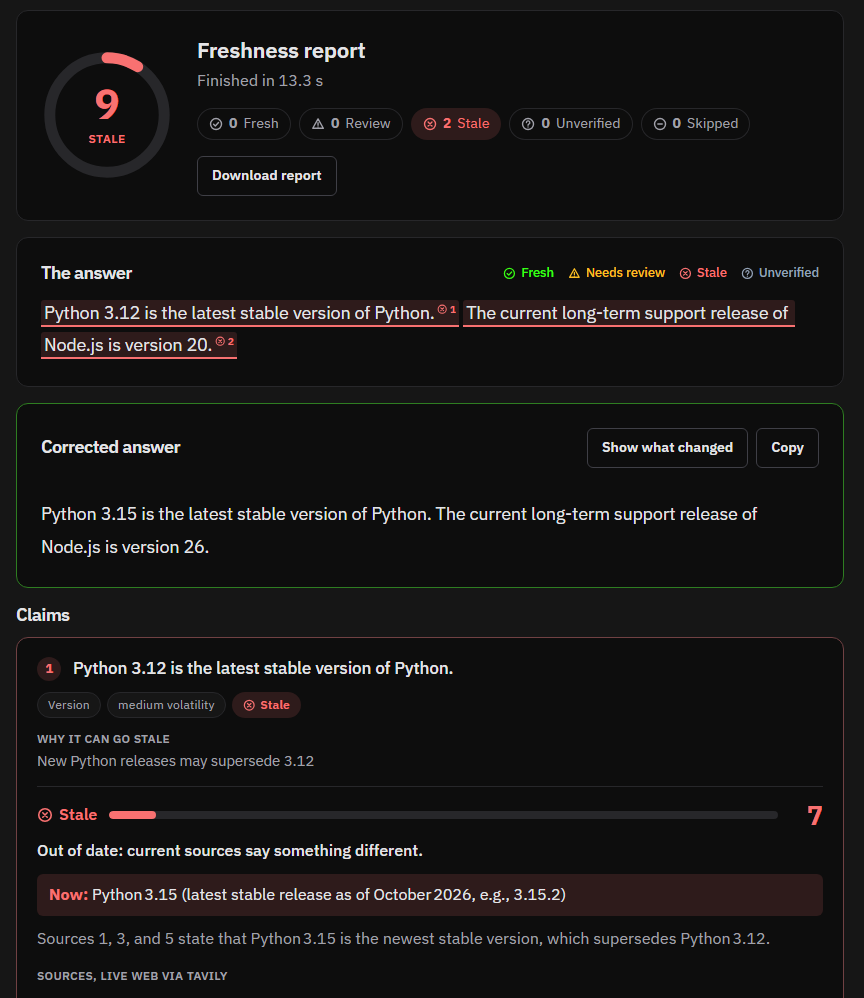 Freshness report
Finished in 13.3 s
9
STALE
0 Fresh
0 Review
2 Stale
0 Unverified
0 Skipped
Download report
The answer
Fresh
Needs review
Stale
Unverified
Python 3.12 is the latest stable version of Python. 1 The current long-term support release of
Node.js is version 20. 2
Corrected answer
Show what changed
Copy
Python 3.15 is the latest stable version of Python. The current long-term support release of
Node.js is version 26.
Claims
1 Python 3.12 is the latest stable version of Python.
Version
medium volatility
Stale
WHY IT CAN GO STALE
New Python releases may supersede 3.12
Stale
7
Out of date: current sources say something different.
Now: Python 3.15 (latest stable release as of October 2026, e.g., 3.15.2)
Sources 1, 3, and 5 state that Python 3.15 is the newest stable version, which supersedes Python 3.12.
SOURCES, LIVE WEB VIA TAVILY